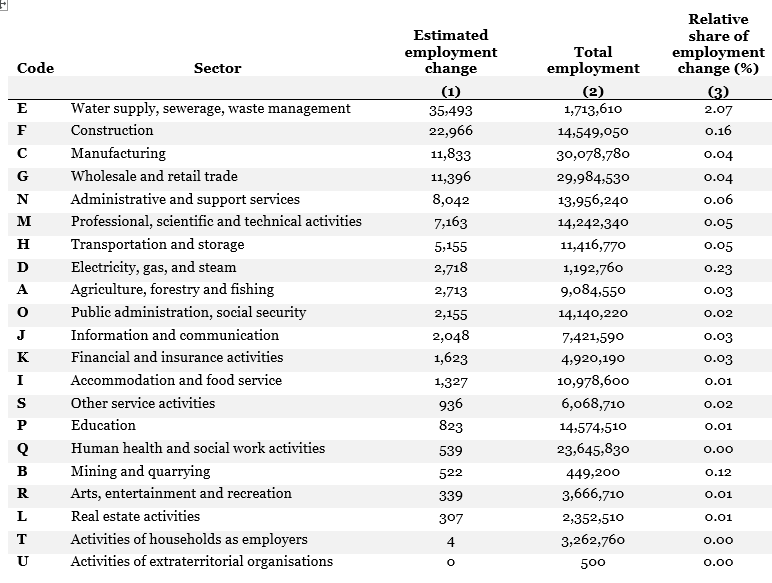 Code Sector Estimated employment change Total employment Relative share of employment change (%)
(1) (2) (3)
E Water supply, sewerage, waste management 35,493 1,713,610 2.07
F Construction 22,966 14,549,050 0.16
C Manufacturing 11,833 30,078,780 0.04
G Wholesale and retail trade 11,396 29,984,530 0.04
N Administrative and support services 8,042 13,956,240 0.06
M Professional, scientific and technical activities 7,163 14,242,340 0.05
H Transportation and storage 5,155 11,416,770 0.05
D Electricity, gas, and steam 2,718 1,192,760 0.23
A Agriculture, forestry and fishing 2,713 9,084,550 0.03
O Public administration, social security 2,155 14,140,220 0.02
J Information and communication 2,048 7,421,590 0.03
K Financial and insurance activities 1,623 4,920,190 0.03
I Accommodation and food service 1,327 10,978,600 0.01
S Other service activities 936 6,068,710 0.02
P Education 823 14,574,510 0.01
Q Human health and social work activities 539 23,645,830 0.00
B Mining and quarrying 522 449,200 0.12
R Arts, entertainment and recreation 339 3,666,710 0.01
L Real estate activities 307 2,352,510 0.01
T Activities of households as employers 4 3,262,760 0.00
U Activities of extraterritorial organisations 0 500 0.00